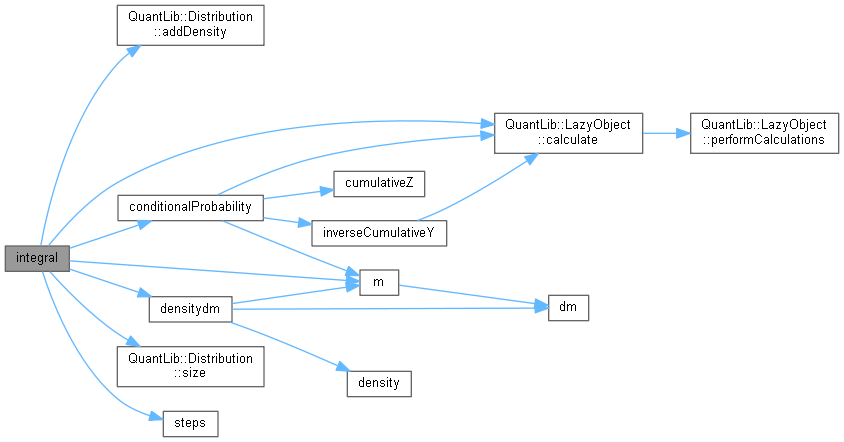 QuantLib::Distribution
::addDensity
QuantLib::LazyObject
::calculate
QuantLib::LazyObject
::performCalculations
cumulativeZ
conditionalProbability
inverseCumulativeY
integral
m
densitydm
dm
QuantLib::Distribution
::size
density
steps